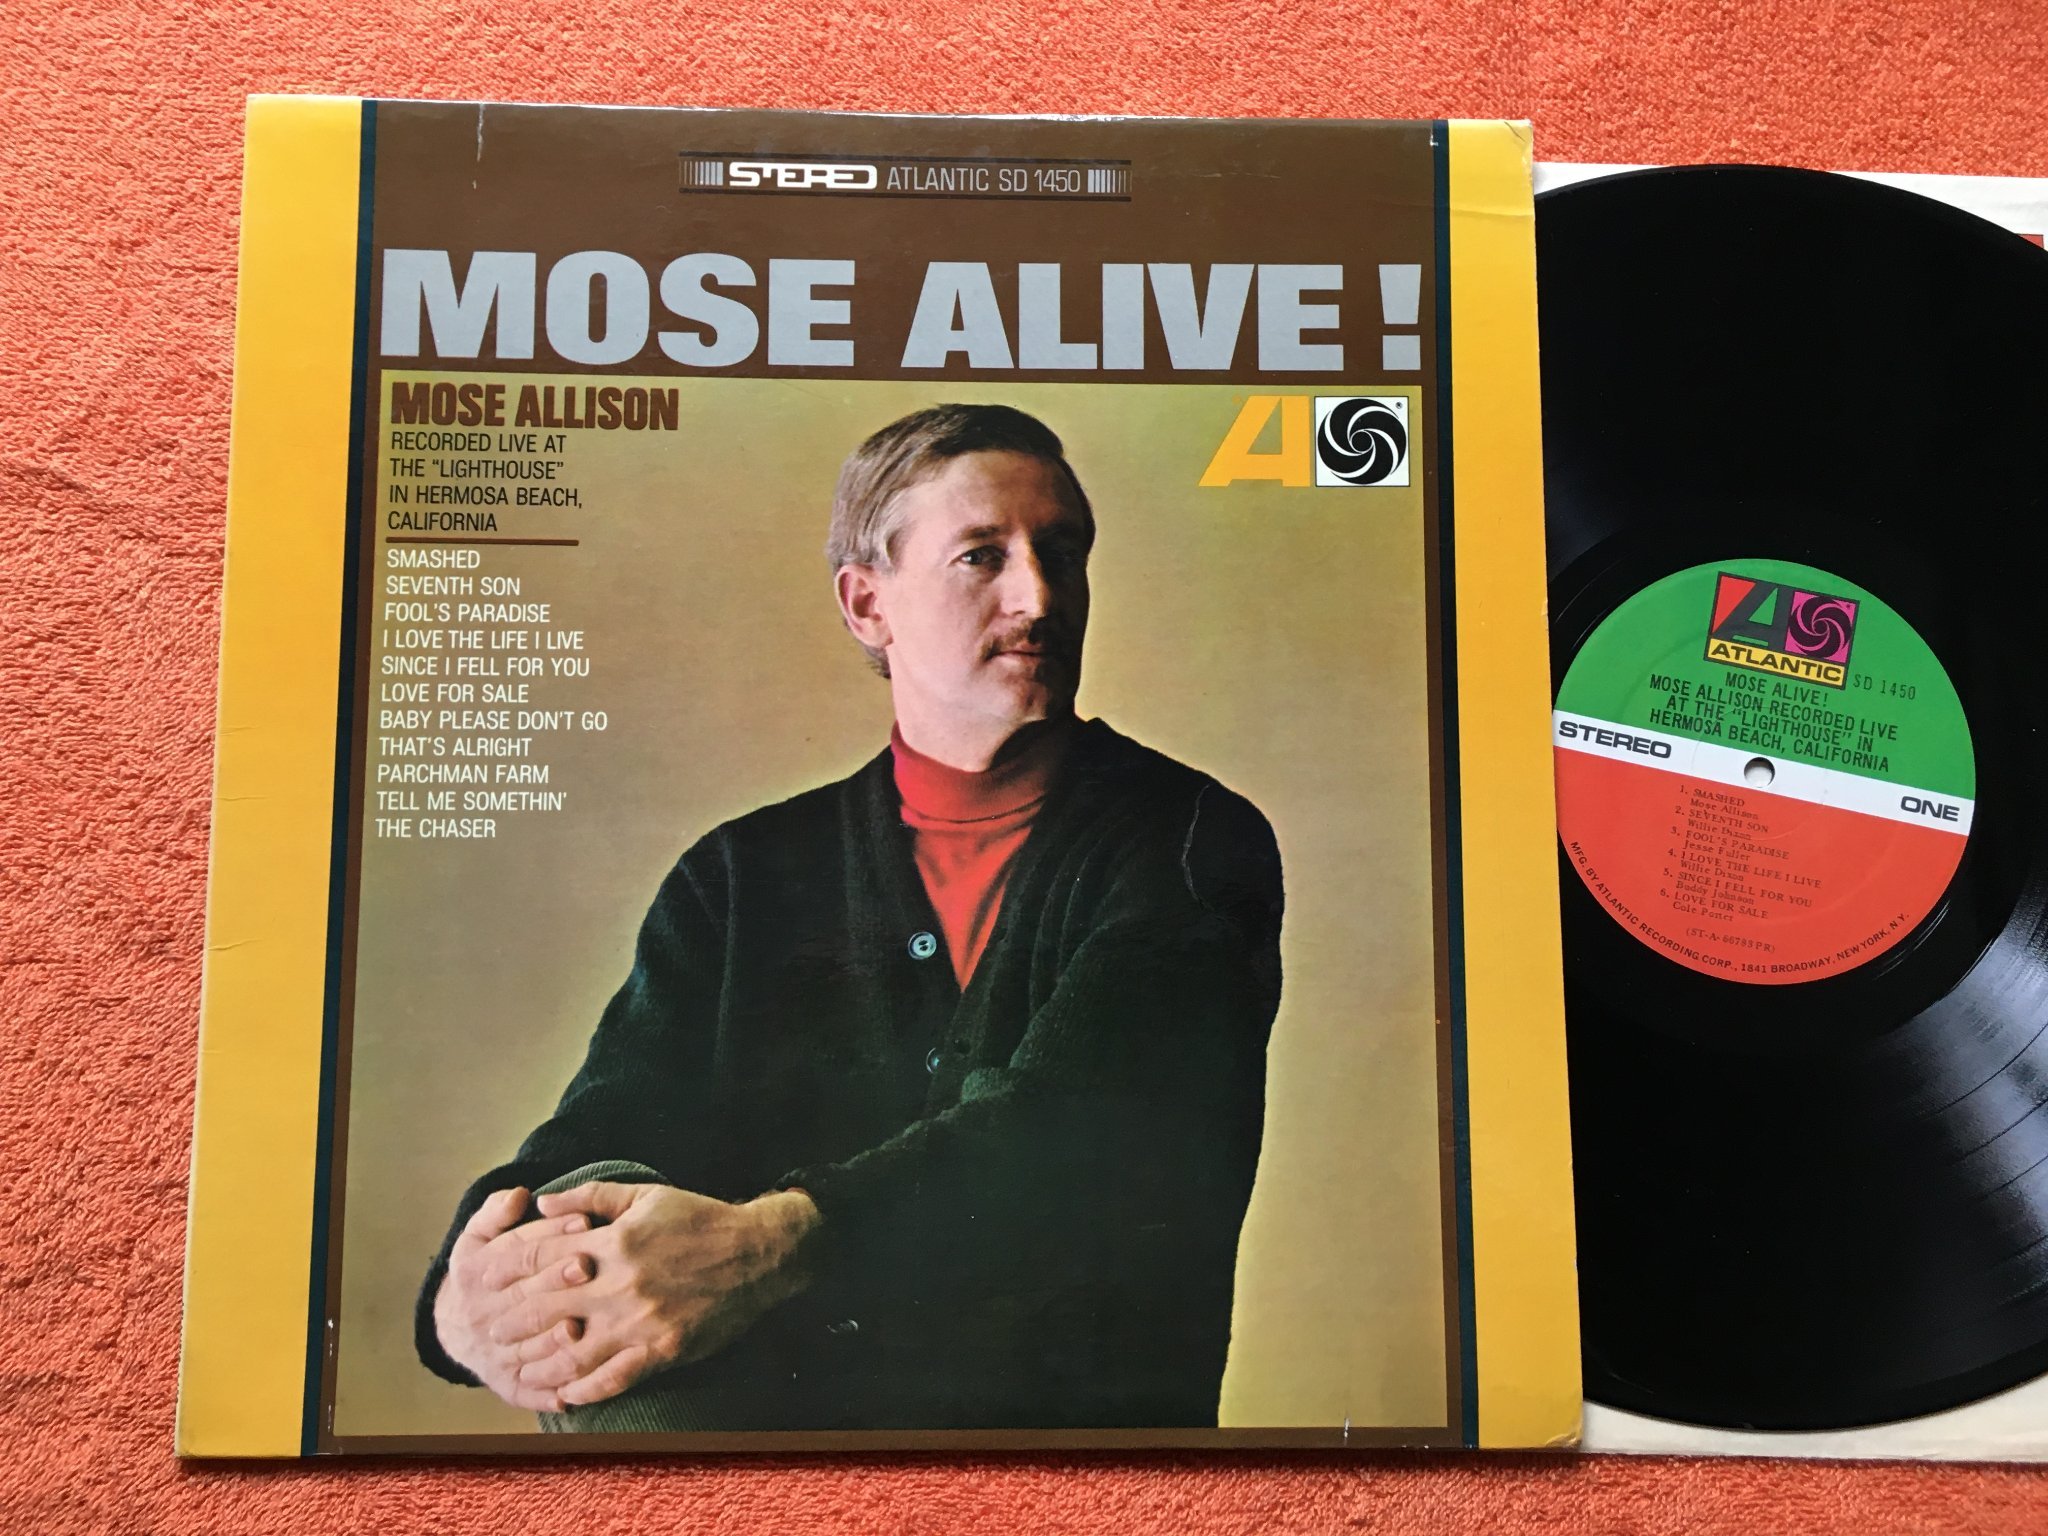 STEREO ATLANTIC SD 1450
MOSE ALIVE!
MOSE ALLISON
RECORDED LIVE AT
THE "LIGHTHOUSE"
IN HERMOSA BEACH,
CALIFORNIA
SMASHED
SEVENTH SON
FOOL'S PARADISE
I LOVE THE LIFE I LIVE
SINCE I FELL FOR YOU
LOVE FOR SALE
BABY PLEASE DON'T GO
THAT'S ALRIGHT
PARCHMAN FARM
TELL ME SOMETHIN'
THE CHASER
A
®
A
ATLANTIC
SD 1450
MOSE ALIVE!
MOSE ALLISON RECORDED LIVE
AT THE "LIGHTHOUSE" IN
HERMOSA BEACH, CALIFORNIA
STEREO
ONE
1. SMASHED
Mose Allison
2. SEVENTH SON
Willie Dixon
3. FOOL'S PARADISE
Jesse Fuller
4. I LOVE THE LIFE I LIVE
Willie Dixon
5. SINCE I FELL FOR YOU
Buddy Johnson
6. LOVE FOR SALE
Cole Porter
(ST-A-66793 PR)
MFG. BY ATLANTIC RECORDING CORP., 1841 BROADWAY, NEW YORK, N.Y.